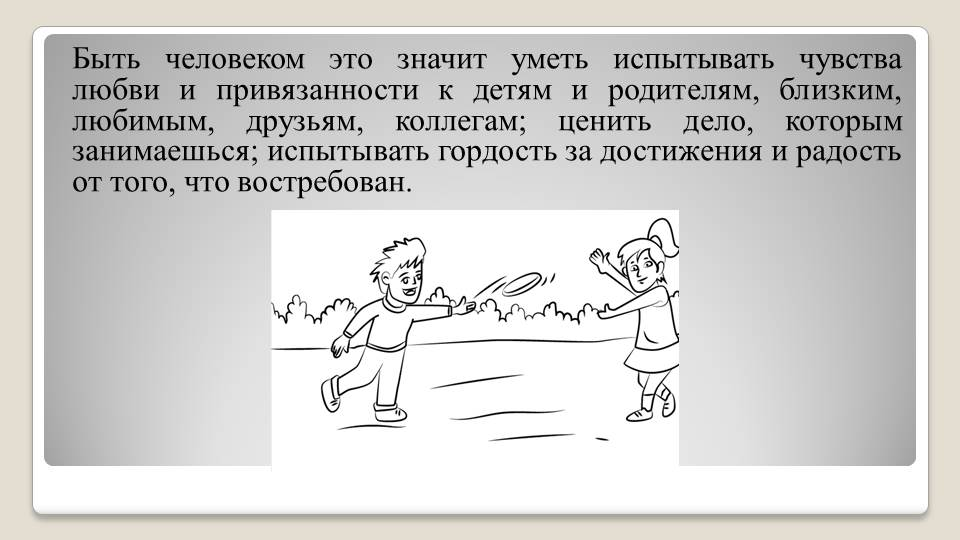 Быть человеком это значит уметь испытывать чувства
любви и привязанности к детям и родителям, близким,
любимым, друзьям, коллегам; ценить дело, которым
занимаешься; испытывать гордость за достижения и радость
от того, что востребован.